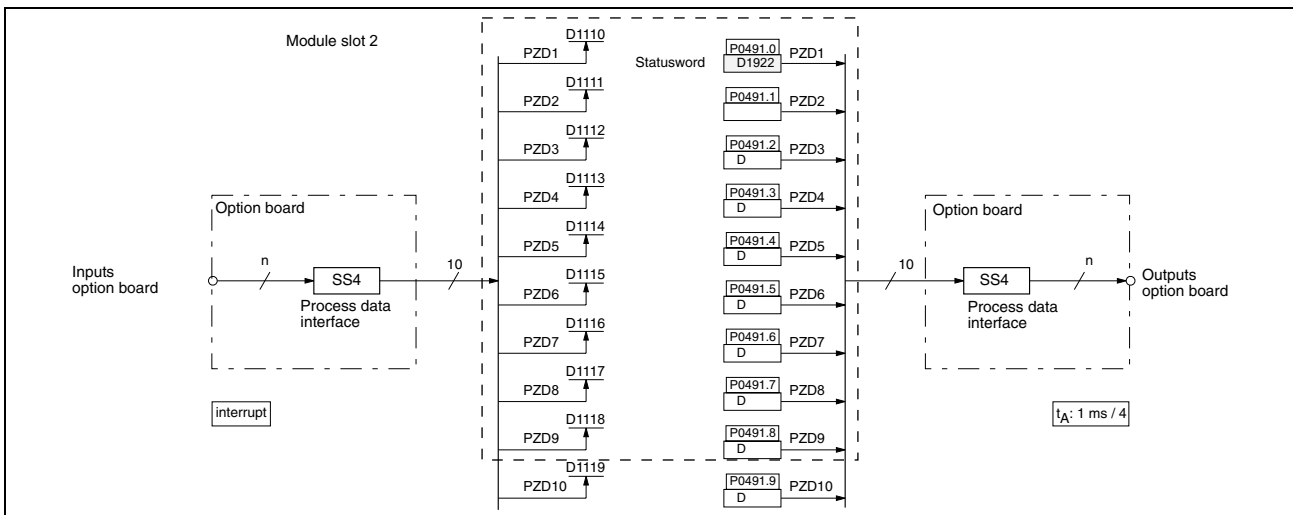 Module slot 2
D1110
PZD1
D1111
PZD2
D1112
PZD3
D1113
PZD4
D1114
PZD5
D1115
PZD6
D1116
PZD7
D1117
PZD8
D1118
PZD9
D1119
PZD10
Statusword
P0491.0
D1922
PZD1
P0491.1
PZD2
P0491.2
D
PZD3
P0491.3
D
PZD4
P0491.4
D
PZD5
P0491.5
D
PZD6
P0491.6
D
PZD7
P0491.7
D
PZD8
P0491.8
D
PZD9
P0491.9
D
PZD10
Inputs
option board
Option board
n
SS4
Process data
interface
10
interrupt
10
Option board
SS4
Process data
interface
n
Outputs
option board
tA: 1 ms / 4